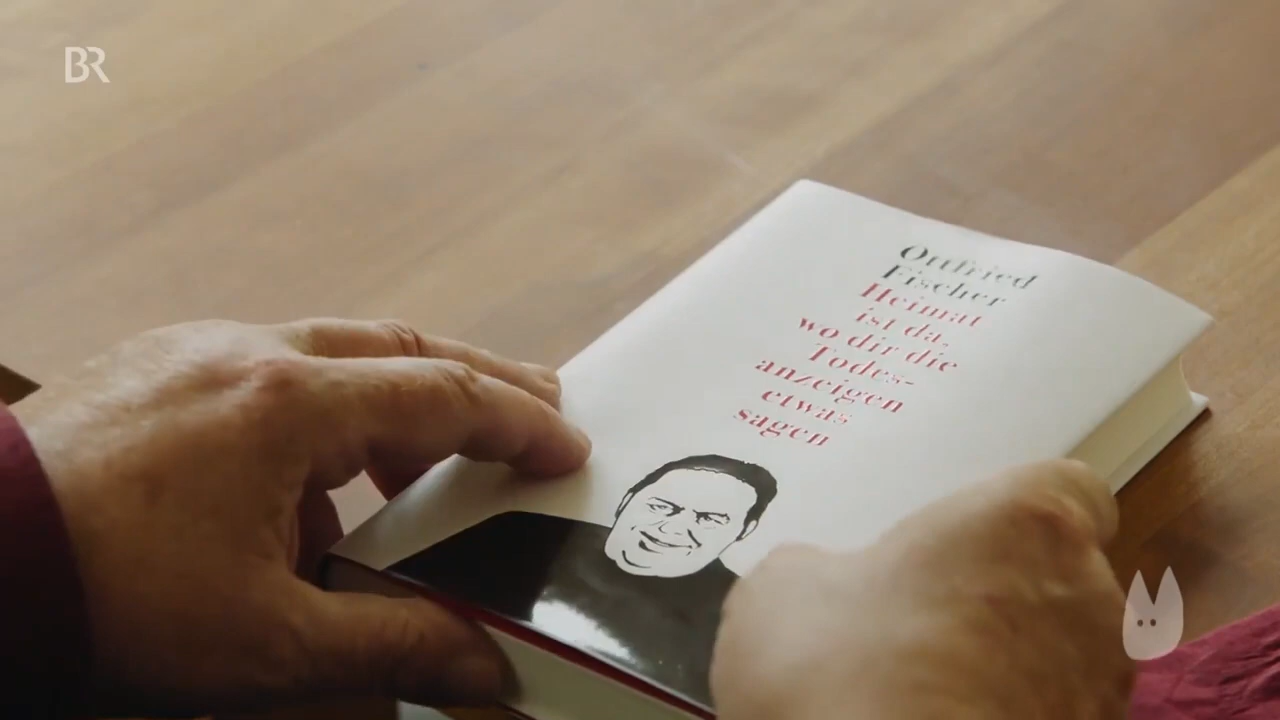 BR
Ottfried
Fischer
Heimat
ist da,
wo dir die
Todes-
anzeigen
etwas
sagen